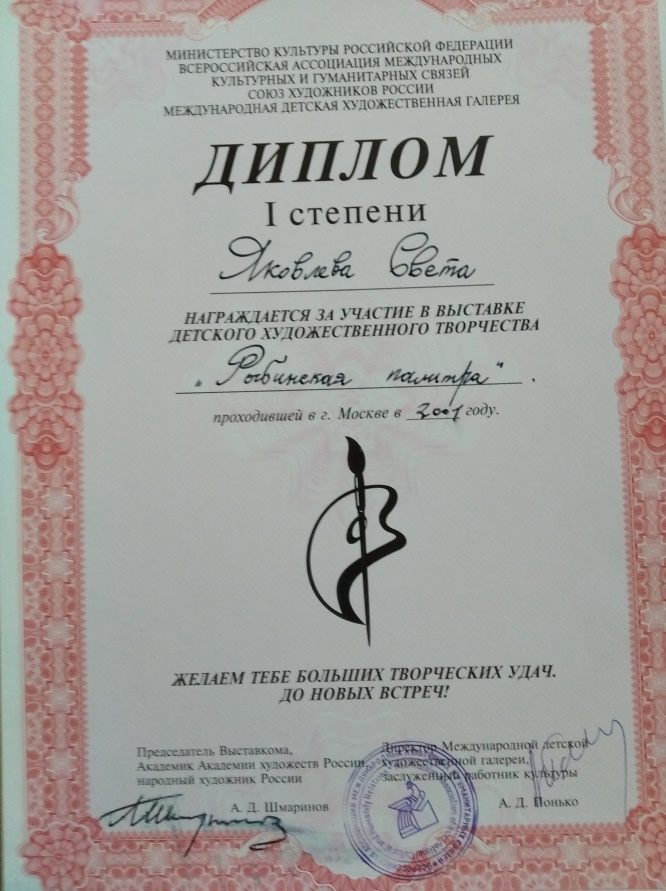 МИНИСТЕРСТВО КУЛЬТУРЫ РОССИЙСКОЙ ФЕДЕРАЦИИ
ВСЕРОССИЙСКАЯ АССОЦИАЦИЯ МЕЖДУНАРОДНЫХ
КУЛЬТУРНЫХ И ГУМАНИТАРНЫХ СВЯЗЕЙ
СОЮЗ ХУДОЖНИКОВ РОССИИ
МЕЖДУНАРОДНАЯ ДЕТСКАЯ ХУДОЖЕСТВЕННАЯ ГАЛЕРЕЯ
ДИПЛОМ
I степени
Яковлева Света
НАГРАЖДАЕТСЯ ЗА УЧАСТИЕ В ВЫСТАВКЕ
ДЕТСКОГО ХУДОЖЕСТВЕННОГО ТВОРЧЕСТВА
„Рыбинская палитра".
проходившей в г. Москве в 2001 году.
ЖЕЛАЕМ ТЕБЕ БОЛЬШИХ ТВОРЧЕСКИХ УДАЧ.
ДО НОВЫХ ВСТРЕЧ!
Председатель Выставкома,
Академик Академии художеств России,
народный художник России
А. Д. Шмаринов
Директор Международной детской
художественной галереи,
заслуженный работник культуры
А. Д. Понько